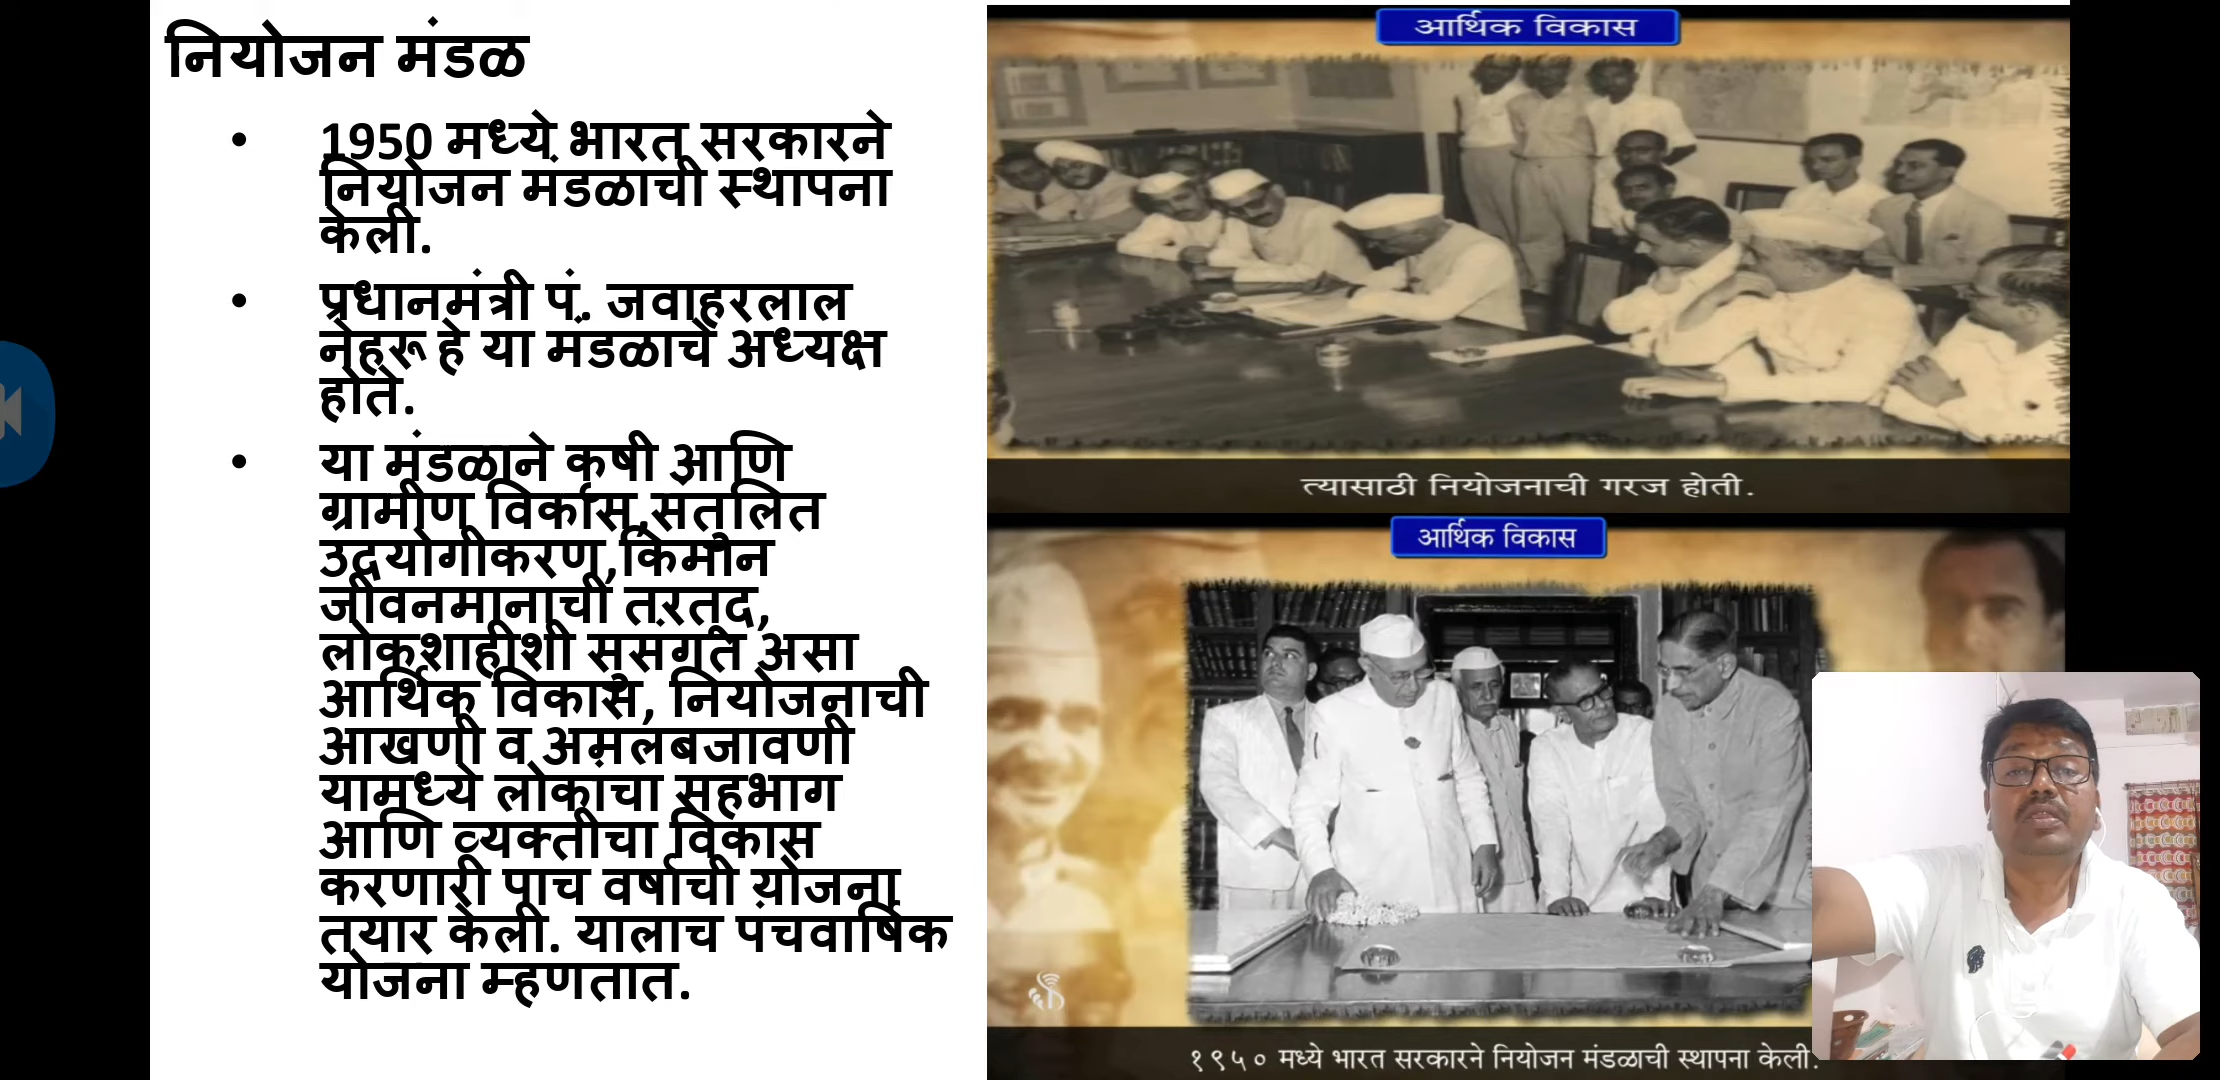 नियोजन मंडळ
• 1950 मध्ये भारत सरकारने
नियोजन मंडळाची स्थापना
केली.
• प्रधानमंत्री पं. जवाहरलाल
नेहरू हे या मंडळाचे अध्यक्ष
होते.
• या मंडळाने कृषी आणि
ग्रामीण विकास,संतुलित
उद्योगीकरण,किमान
जीवनमानाची तरतूद,
लोकशाहीशी सुसंगत असा
आर्थिक विकास, नियोजनाची
आखणी व अंमलबजावणी
यामध्ये लोकांचा सहभाग
आणि व्यक्तीचा विकास
करणारी पाच वर्षाची योजना
तयार केली. यालाच पंचवार्षिक
योजना म्हणतात.
आर्थिक विकास
त्यासाठी नियोजनाची गरज होती.
आर्थिक विकास
१९५० मध्ये भारत सरकारने नियोजन मंडळाची स्थापना केली.